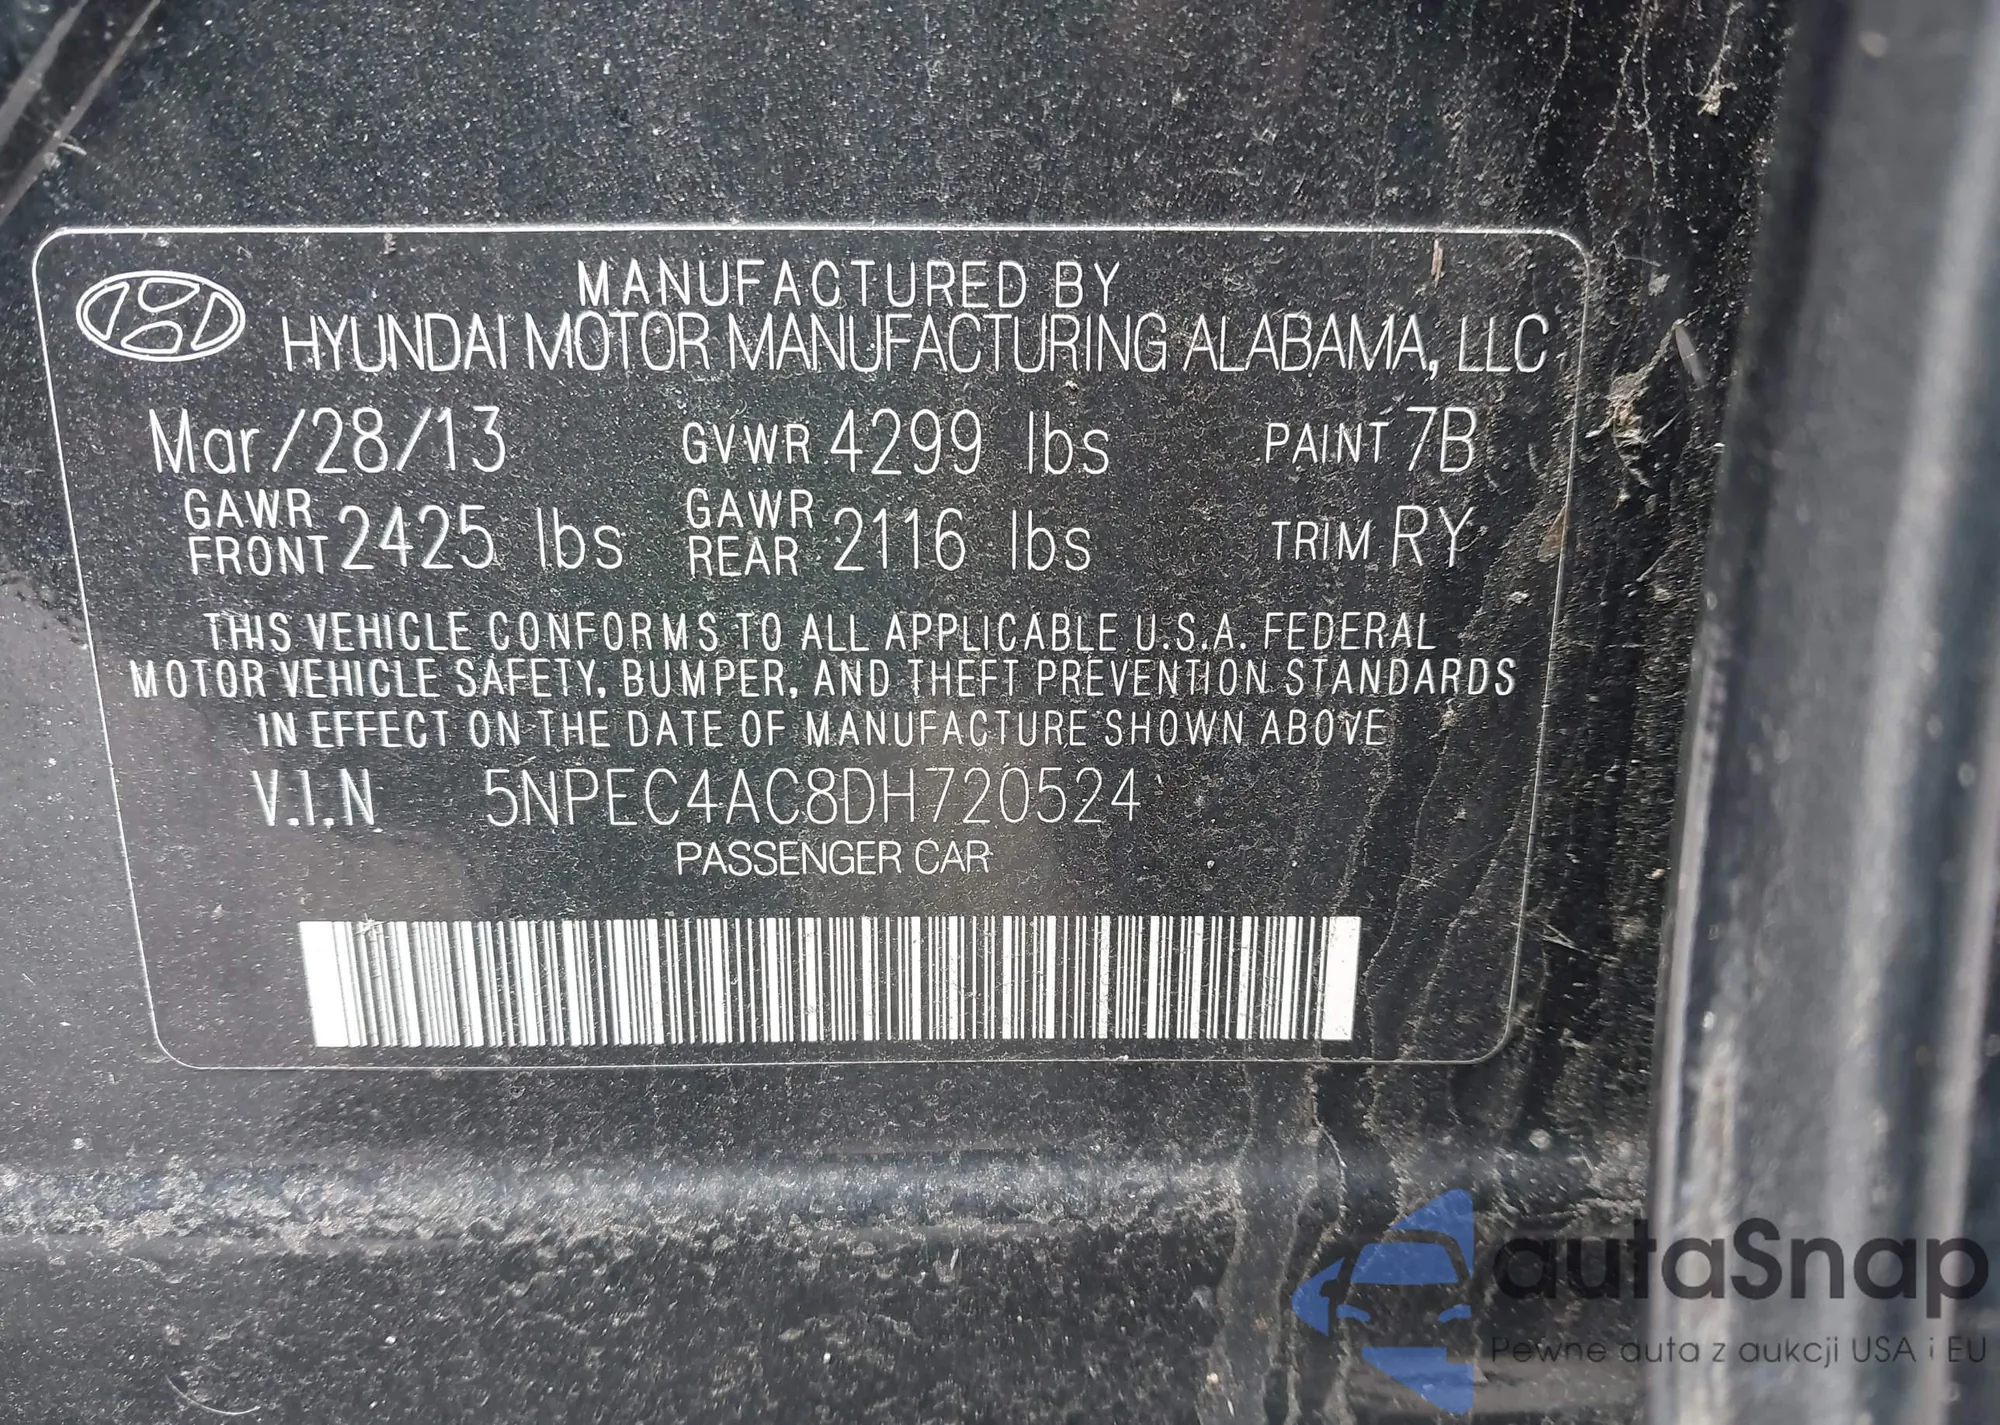 MANUFACTURED BY
HYUNDAI MOTOR MANUFACTURING ALABAMA, LLC
Mar/28/13 GVWR 4299 lbs PAINT 7B
GAWR FRONT 2425 lbs GAWR REAR 2116 lbs TRIM RY
THIS VEHICLE CONFORMS TO ALL APPLICABLE U.S.A. FEDERAL
MOTOR VEHICLE SAFETY, BUMPER, AND THEFT PREVENTION STANDARDS
IN EFFECT ON THE DATE OF MANUFACTURE SHOWN ABOVE
V.I.N 5NPEC4AC8DH720524
PASSENGER CAR
autaSnap
Pewne auta z aukcji USA i EU